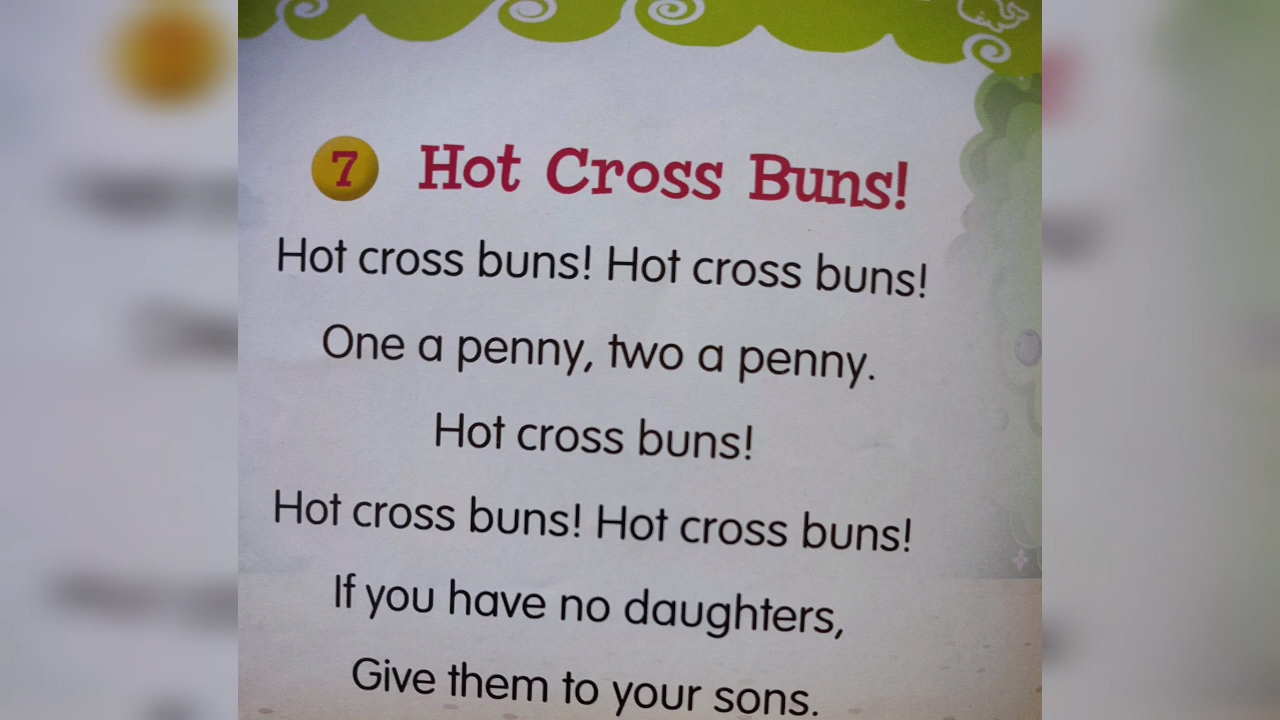 7 Hot Cross Buns!
Hot cross buns! Hot cross buns!
One a penny, two a penny.
Hot cross buns!
Hot cross buns! Hot cross buns!
If you have no daughters,
Give them to your sons.